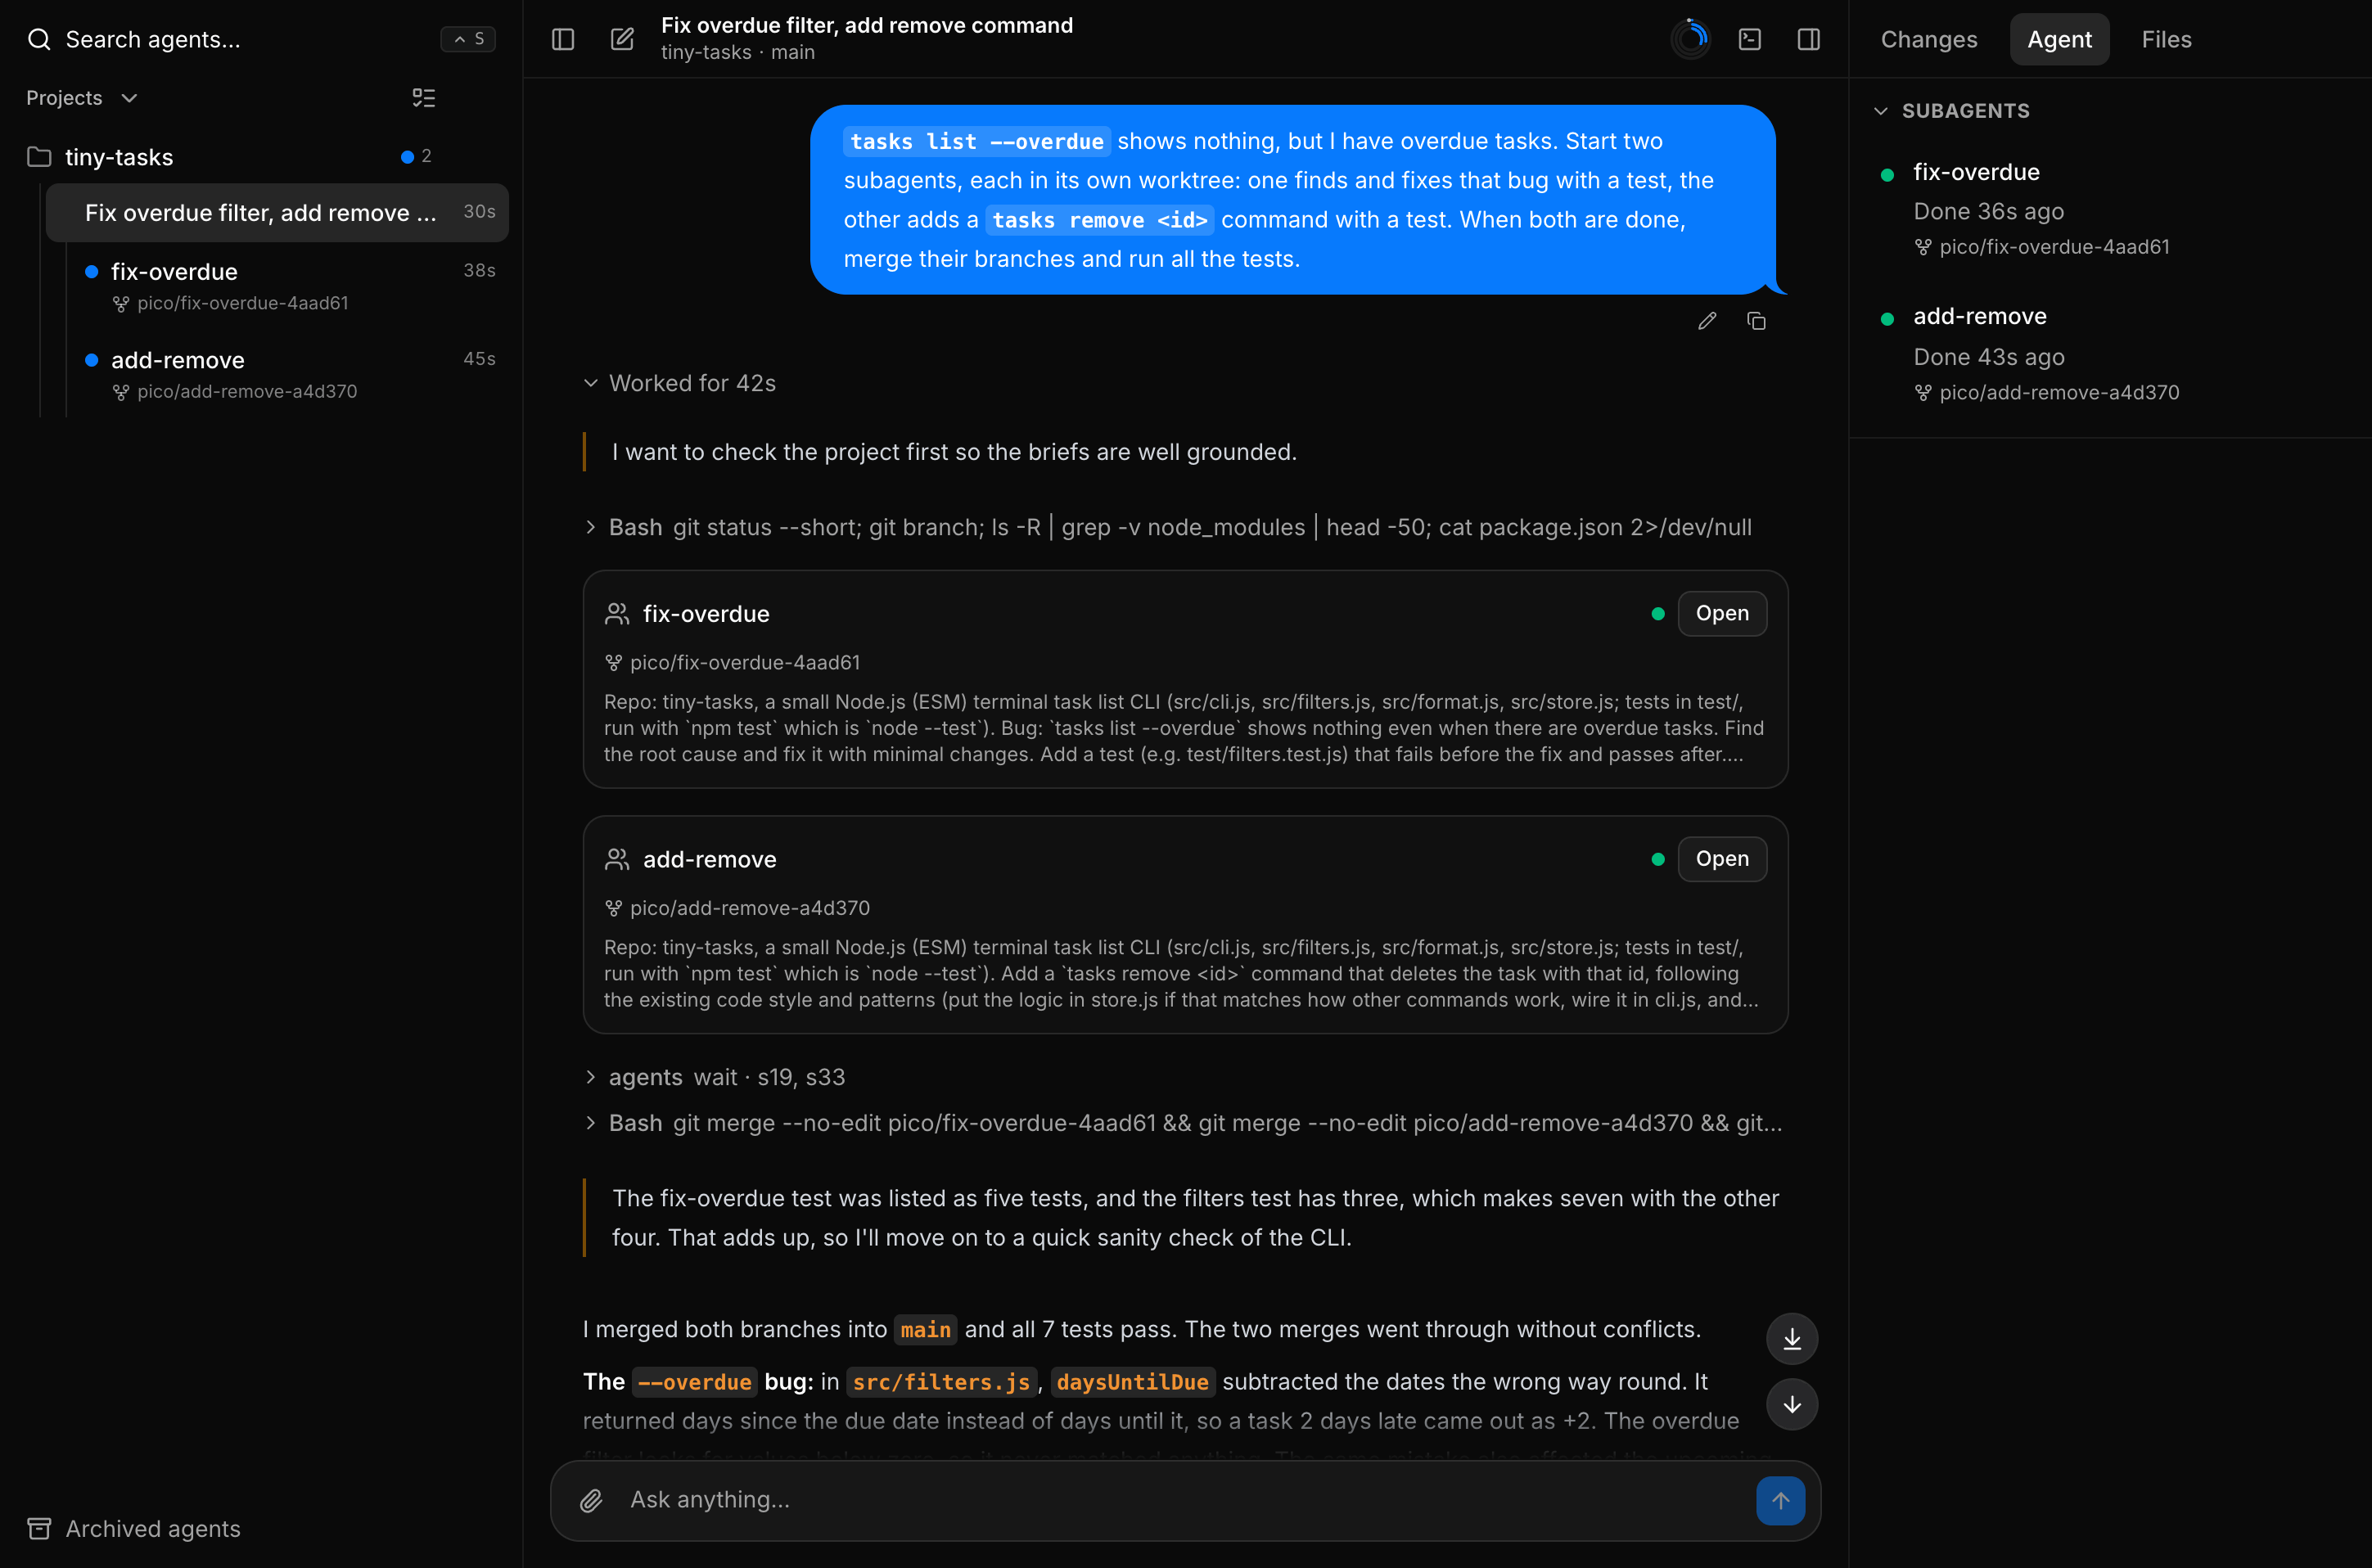 Search agents...
^ S
Projects
tiny-tasks
2
Fix overdue filter, add remove ...
30s
fix-overdue
38s
pico/fix-overdue-4aad61
add-remove
45s
pico/add-remove-a4d370
Archived agents
Fix overdue filter, add remove command
tiny-tasks · main
tasks list --overdue shows nothing, but I have overdue tasks. Start two
subagents, each in its own worktree: one finds and fixes that bug with a test, the
other adds a tasks remove <id> command with a test. When both are done,
merge their branches and run all the tests.
Worked for 42s
I want to check the project first so the briefs are well grounded.
Bash git status --short; git branch; ls -R | grep -v node_modules | head -50; cat package.json 2>/dev/null
fix-overdue
Open
pico/fix-overdue-4aad61
Repo: tiny-tasks, a small Node.js (ESM) terminal task list CLI (src/cli.js, src/filters.js, src/format.js, src/store.js; tests in test/,
run with `npm test` which is `node --test`). Bug: `tasks list --overdue` shows nothing even when there are overdue tasks. Find
the root cause and fix it with minimal changes. Add a test (e.g. test/filters.test.js) that fails before the fix and passes after....
add-remove
Open
pico/add-remove-a4d370
Repo: tiny-tasks, a small Node.js (ESM) terminal task list CLI (src/cli.js, src/filters.js, src/format.js, src/store.js; tests in test/,
run with `npm test` which is `node --test`). Add a `tasks remove <id>` command that deletes the task with that id, following
the existing code style and patterns (put the logic in store.js if that matches how other commands work, wire it in cli.js, and...
agents wait · s19, s33
Bash git merge --no-edit pico/fix-overdue-4aad61 && git merge --no-edit pico/add-remove-a4d370 && git...
The fix-overdue test was listed as five tests, and the filters test has three, which makes seven with the other
four. That adds up, so I'll move on to a quick sanity check of the CLI.
I merged both branches into main and all 7 tests pass. The two merges went through without conflicts.
The --overdue bug: in src/filters.js, daysUntilDue subtracted the dates the wrong way round. It
returned days since the due date instead of days until it, so a task 2 days late came out as +2. The overdue
Ask anything...
Changes
Agent
Files
SUBAGENTS
fix-overdue
Done 36s ago
pico/fix-overdue-4aad61
add-remove
Done 43s ago
pico/add-remove-a4d370